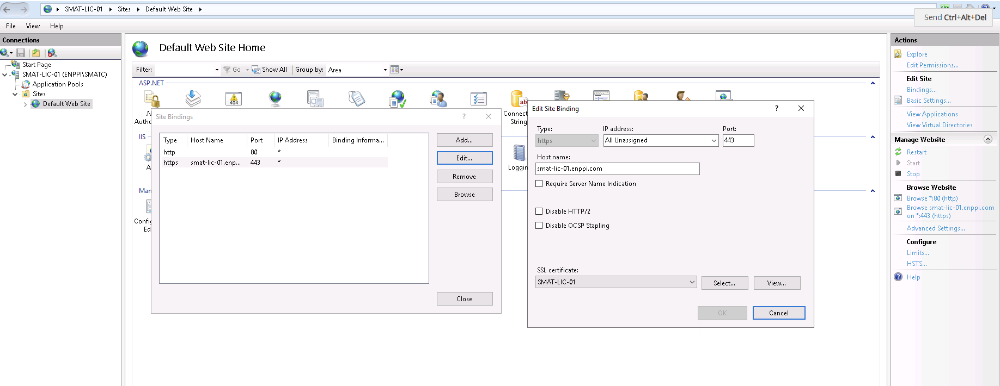 SMAT-LIC-01 Sites Default Web Site
Send Ctrl+Alt+Del
File View Help
Connections
Start Page
SMAT-LIC-01 (ENPPI\SMATC)
Application Pools
Sites
Default Web Site
Default Web Site Home
Filter: Go Show All Group by: Area
ASP.NET
404
ab
.N
Autho
Connect
String
IIS
A
Loggin
Man
Config
Ed
Site Bindings ?
Type Host Name Port IP Address Binding Informa...
http 80 *
https smat-lic-01.enp... 443 *
Add...
Edit...
Remove
Browse
Close
Edit Site Binding ?
Type: IP address: Port:
https All Unassigned 443
Host name:
smat-lic-01.enppi.com
Require Server Name Indication
Disable HTTP/2
Disable OCSP Stapling
SSL certificate:
SMAT-LIC-01 Select... View...
OK Cancel
Actions
Explore
Edit Permissions...
Edit Site
Bindings...
Basic Settings...
View Applications
View Virtual Directories
Manage Website
Restart
Start
Stop
Browse Website
Browse *:80 (http)
Browse smat-lic-01.enppi.com
on *:443 (https)
Advanced Settings...
Configure
Limits...
HSTS...
Help